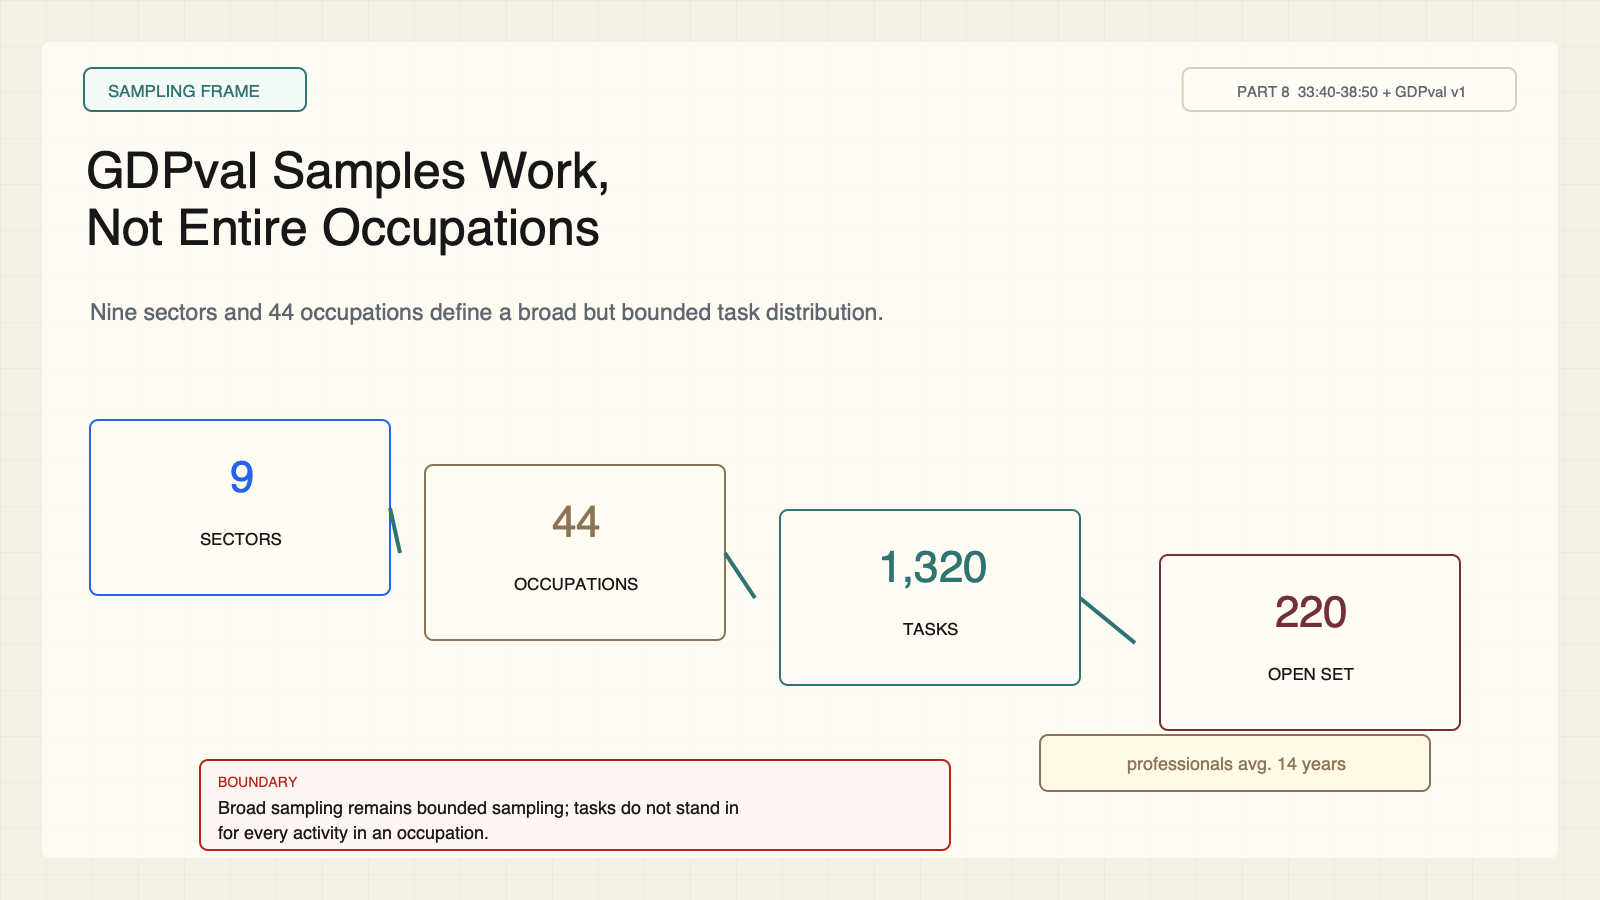 SAMPLING FRAME
PART 8 33:40-38:50 + GDPval v1
GDPval Samples Work,
Not Entire Occupations
Nine sectors and 44 occupations define a broad but bounded task distribution.
9
SECTORS
44
OCCUPATIONS
1,320
TASKS
220
OPEN SET
professionals avg. 14 years
BOUNDARY
Broad sampling remains bounded sampling; tasks do not stand in
for every activity in an occupation.